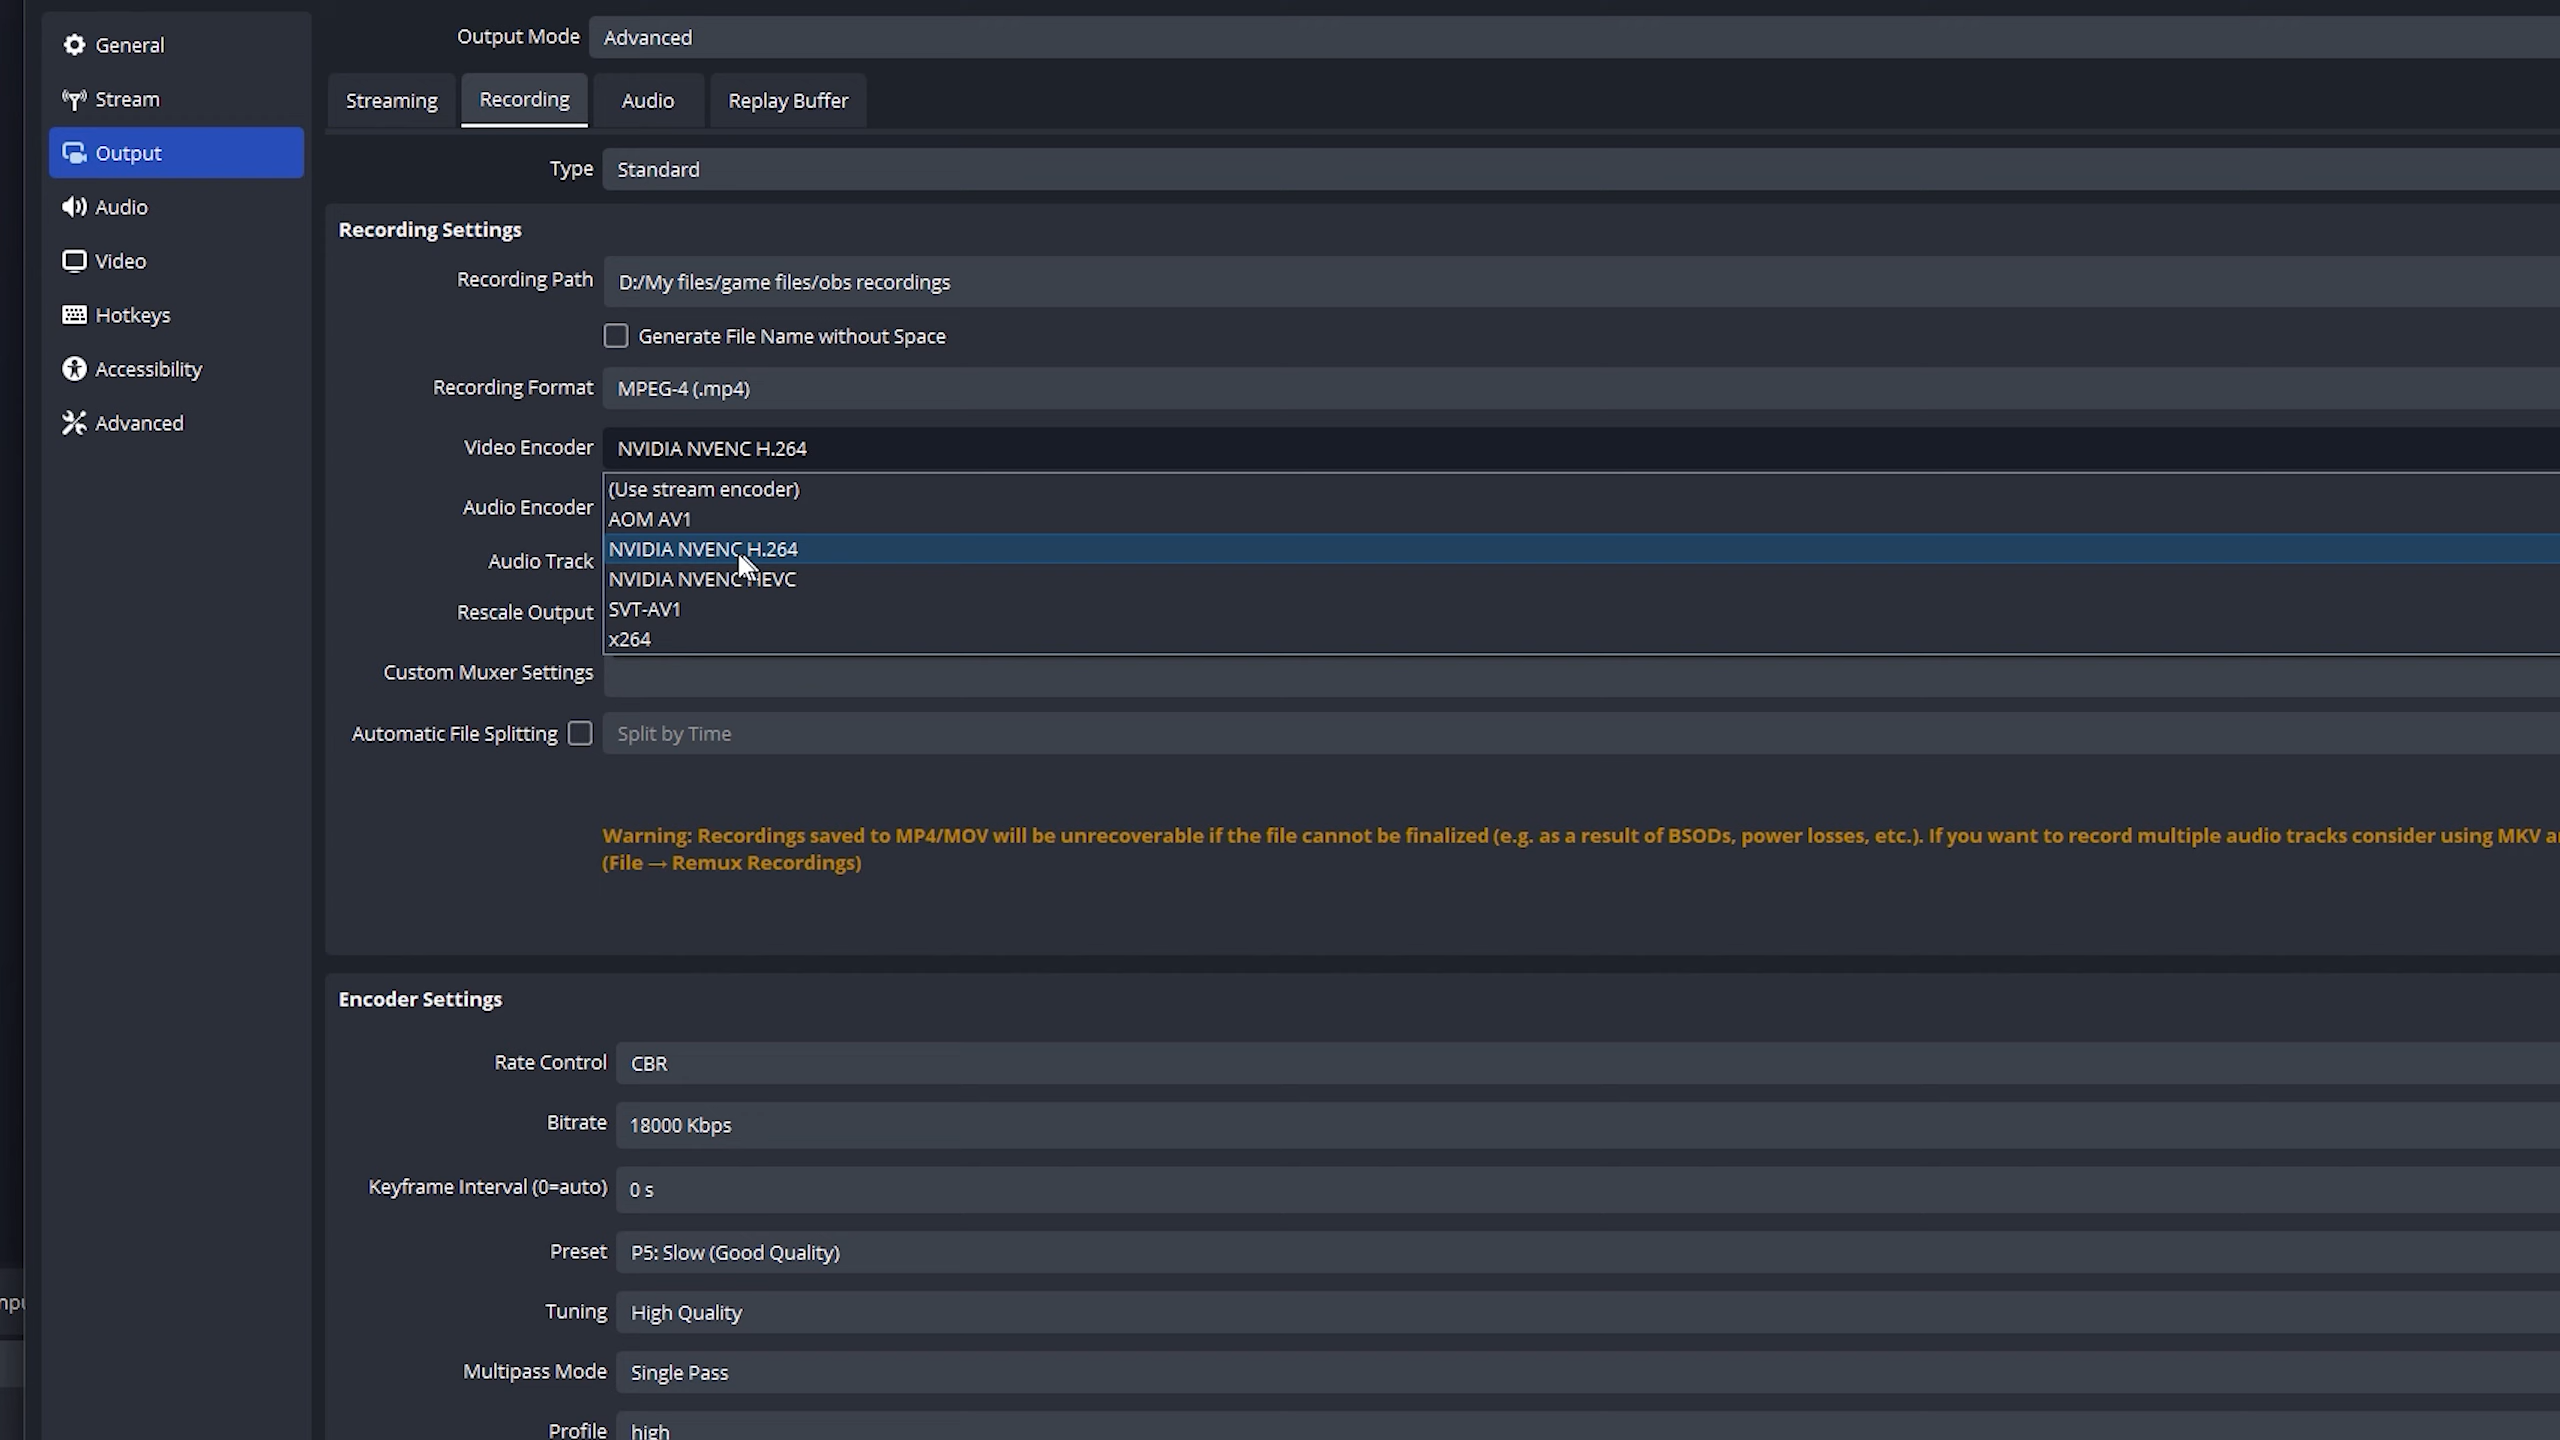 General
Stream
Output
Audio
Video
Hotkeys
Accessibility
Advanced
Output Mode Advanced
Streaming Recording Audio Replay Buffer
Type Standard
Recording Settings
Recording Path D:/My files/game files/obs recordings
Generate File Name without Space
Recording Format MPEG-4 (.mp4)
Video Encoder NVIDIA NVENC H.264
(Use stream encoder)
Audio Encoder
AOM AV1
NVIDIA NVENC H.264
Audio Track
NVIDIA NVENC HEVC
Rescale Output SVT-AV1
x264
Custom Muxer Settings
Automatic File Splitting Split by Time
Warning: Recordings saved to MP4/MOV will be unrecoverable if the file cannot be finalized (e.g. as a result of BSODs, power losses, etc.). If you want to record multiple audio tracks consider using MKV
(File → Remux Recordings)
Encoder Settings
Rate Control CBR
Bitrate 18000 Kbps
Keyframe Interval (0=auto) 0 s
Preset P5: Slow (Good Quality)
Tuning High Quality
Multipass Mode Single Pass
Profile high